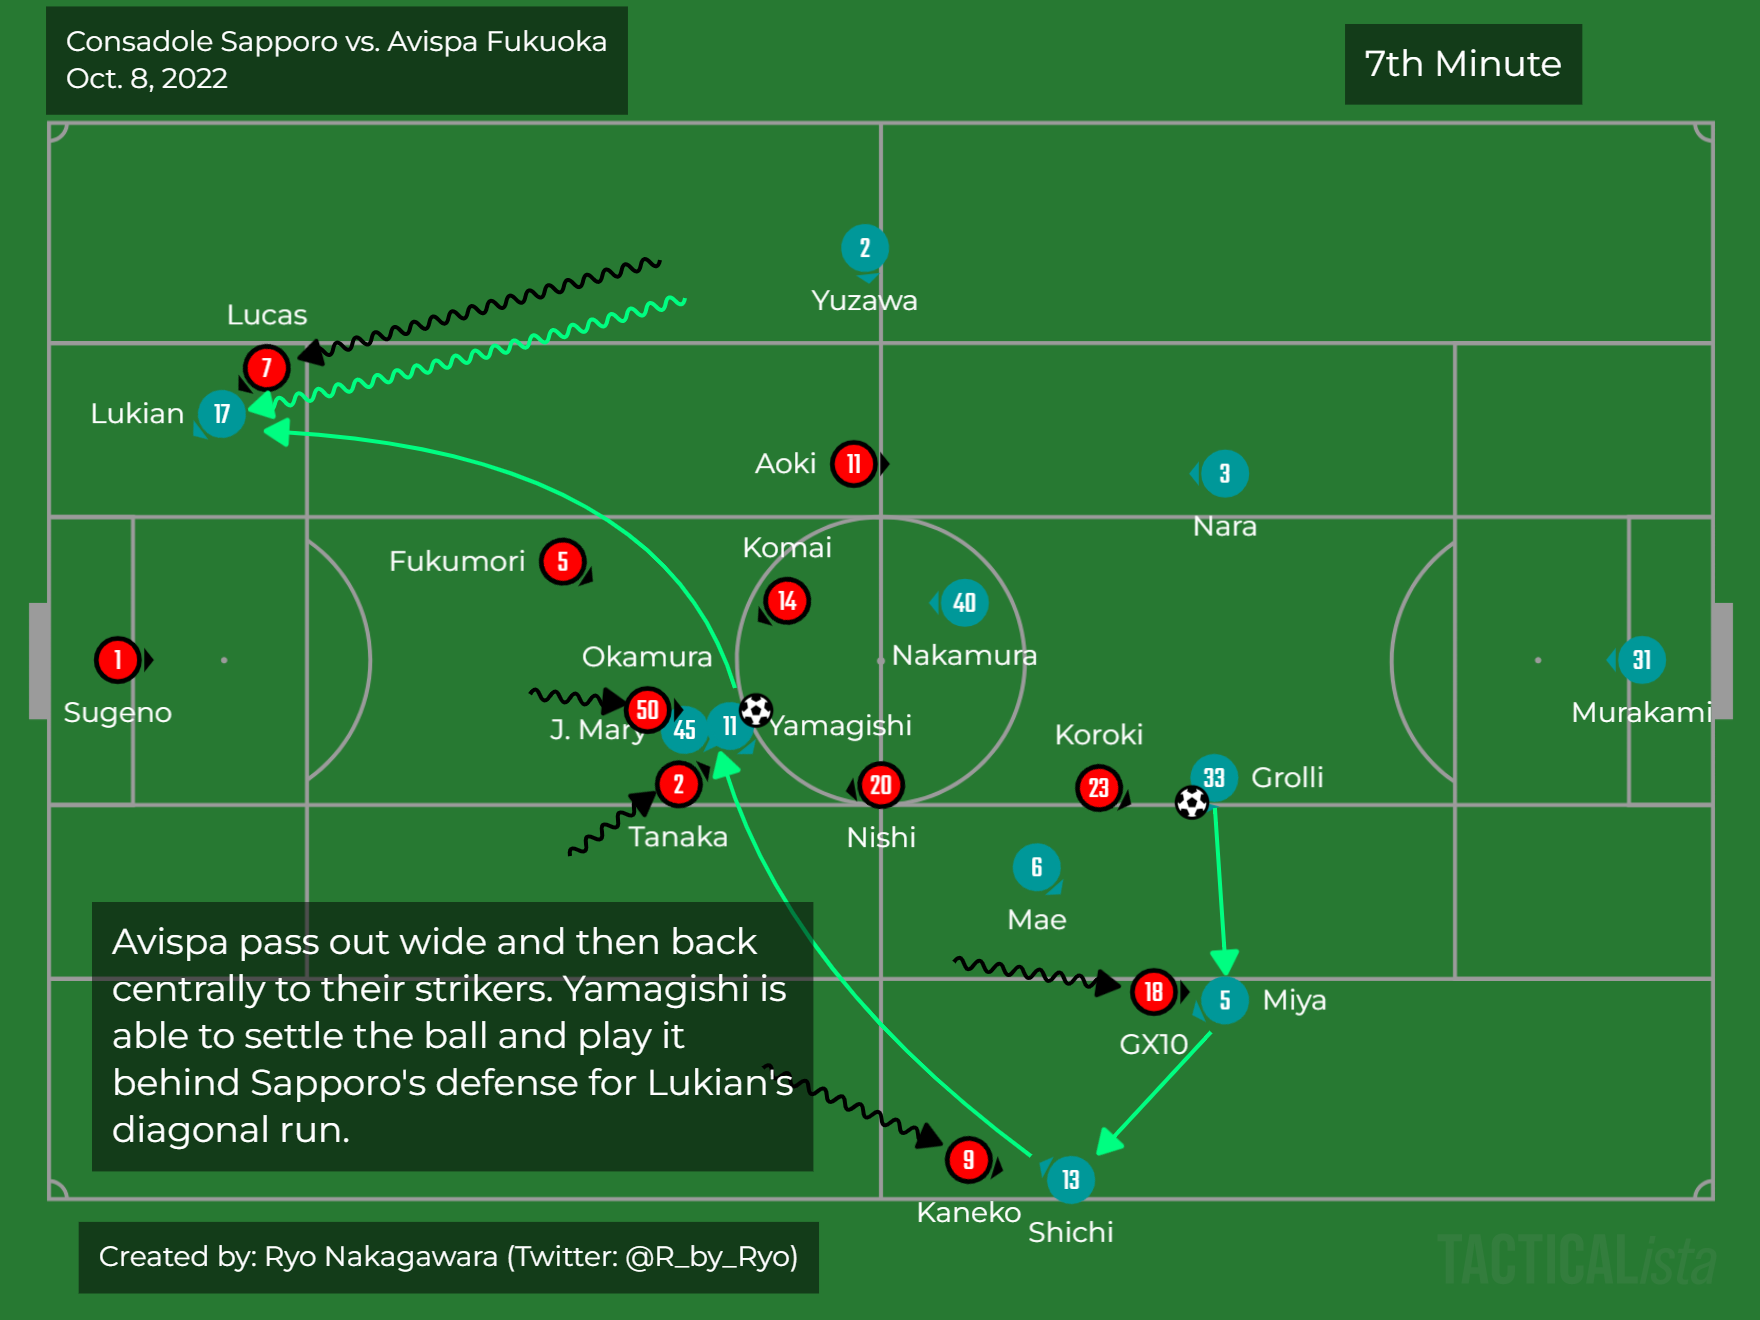 Consadole Sapporo vs. Avispa Fukuoka
Oct. 8, 2022
7th Minute
2
Yuzawa
Lucas
7
Lukian
17
Aoki
11
3
Nara
Fukumori
5
Komai
14
40
Nakamura
1
Sugeno
Okamura
50
J. Mary
45
11
Yamagishi
31
Murakami
Koroki
23
33
Grolli
2
Tanaka
20
Nishi
6
Mae
18
GX10
5
Miya
Avispa pass out wide and then back
centrally to their strikers. Yamagishi is
able to settle the ball and play it
behind Sapporo's defense for Lukian's
diagonal run.
9
Kaneko
13
Shichi
Created by: Ryo Nakagawara (Twitter: @R_by_Ryo)
TACTICALista